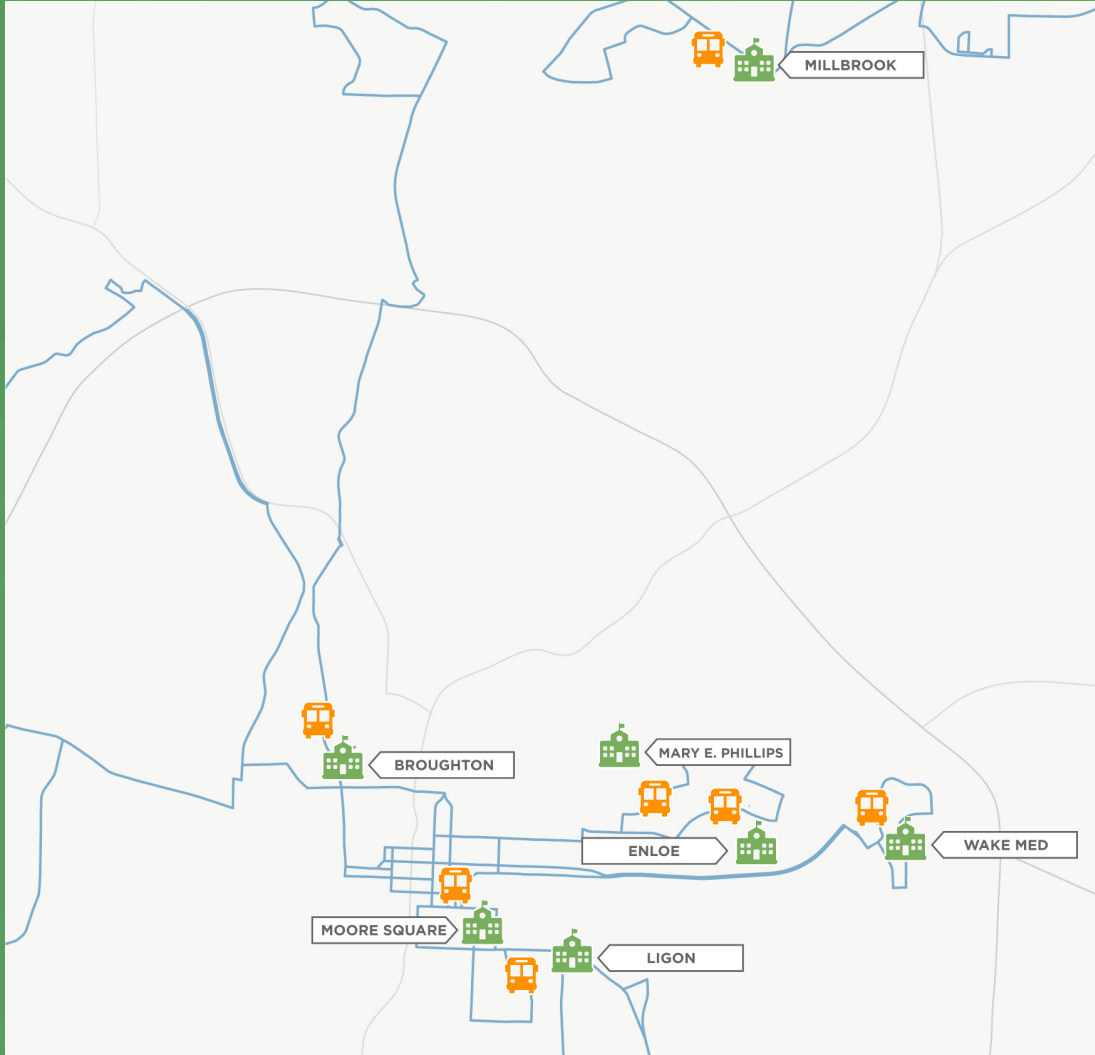 MILLBROOK
MARY E. PHILLIPS
BROUGHTON
ENLOE
WAKE MED
MOORE SQUARE
LIGON